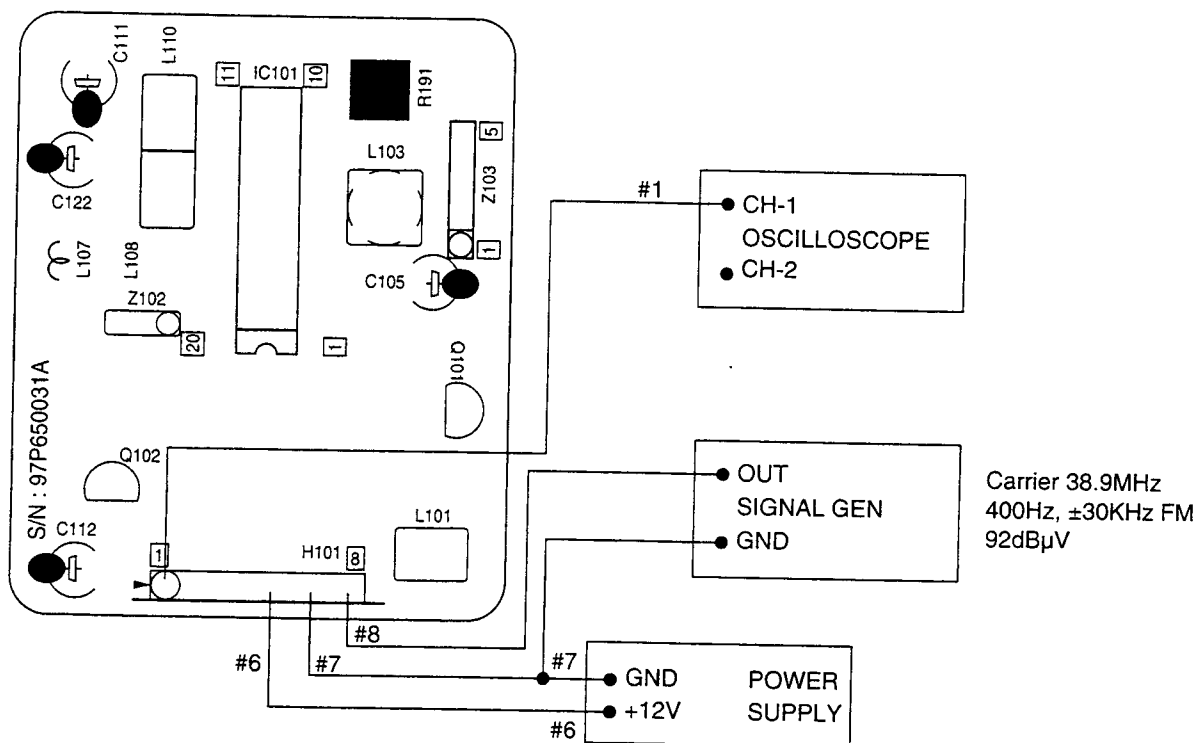 C111
L110
11
IC101
10
R191
5
L103
Z103
C122
1
L107
L108
C105
Z102
20
1
Q101
S/N : 97P650031A
Q102
C112
1
H101
8
L101
#1
CH-1
OSCILLOSCOPE
CH-2
OUT
SIGNAL GEN
GND
Carrier 38.9MHz
400Hz, ±30KHz FM
92dBµV
#8
#6
#7
#7
GND
POWER
+12V
SUPPLY
#6